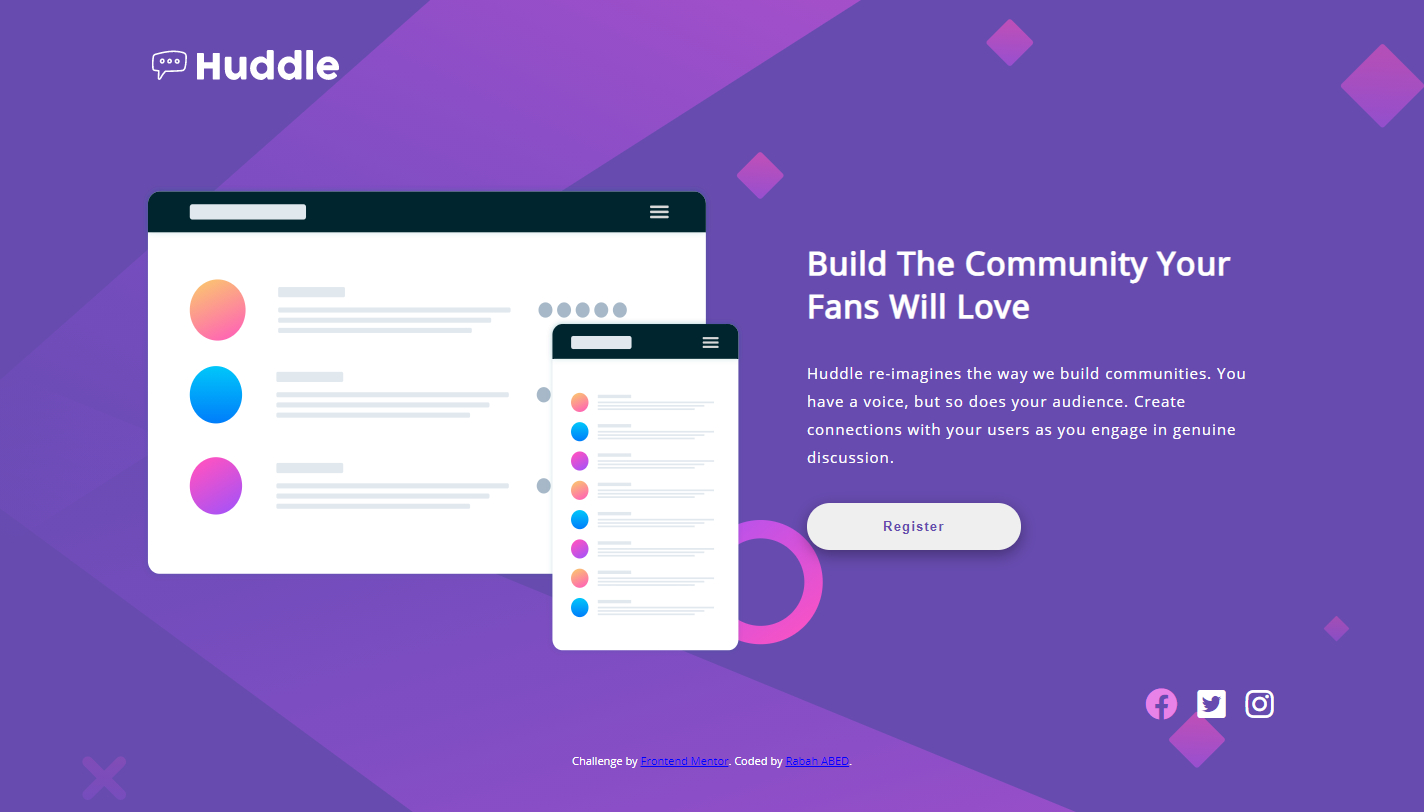 Huddle
Build The Community Your
Fans Will Love
Huddle re-imagines the way we build communities. You
have a voice, but so does your audience. Create
connections with your users as you engage in genuine
discussion.
Register
Challenge by Frontend Mentor. Coded by Rabah ABED.